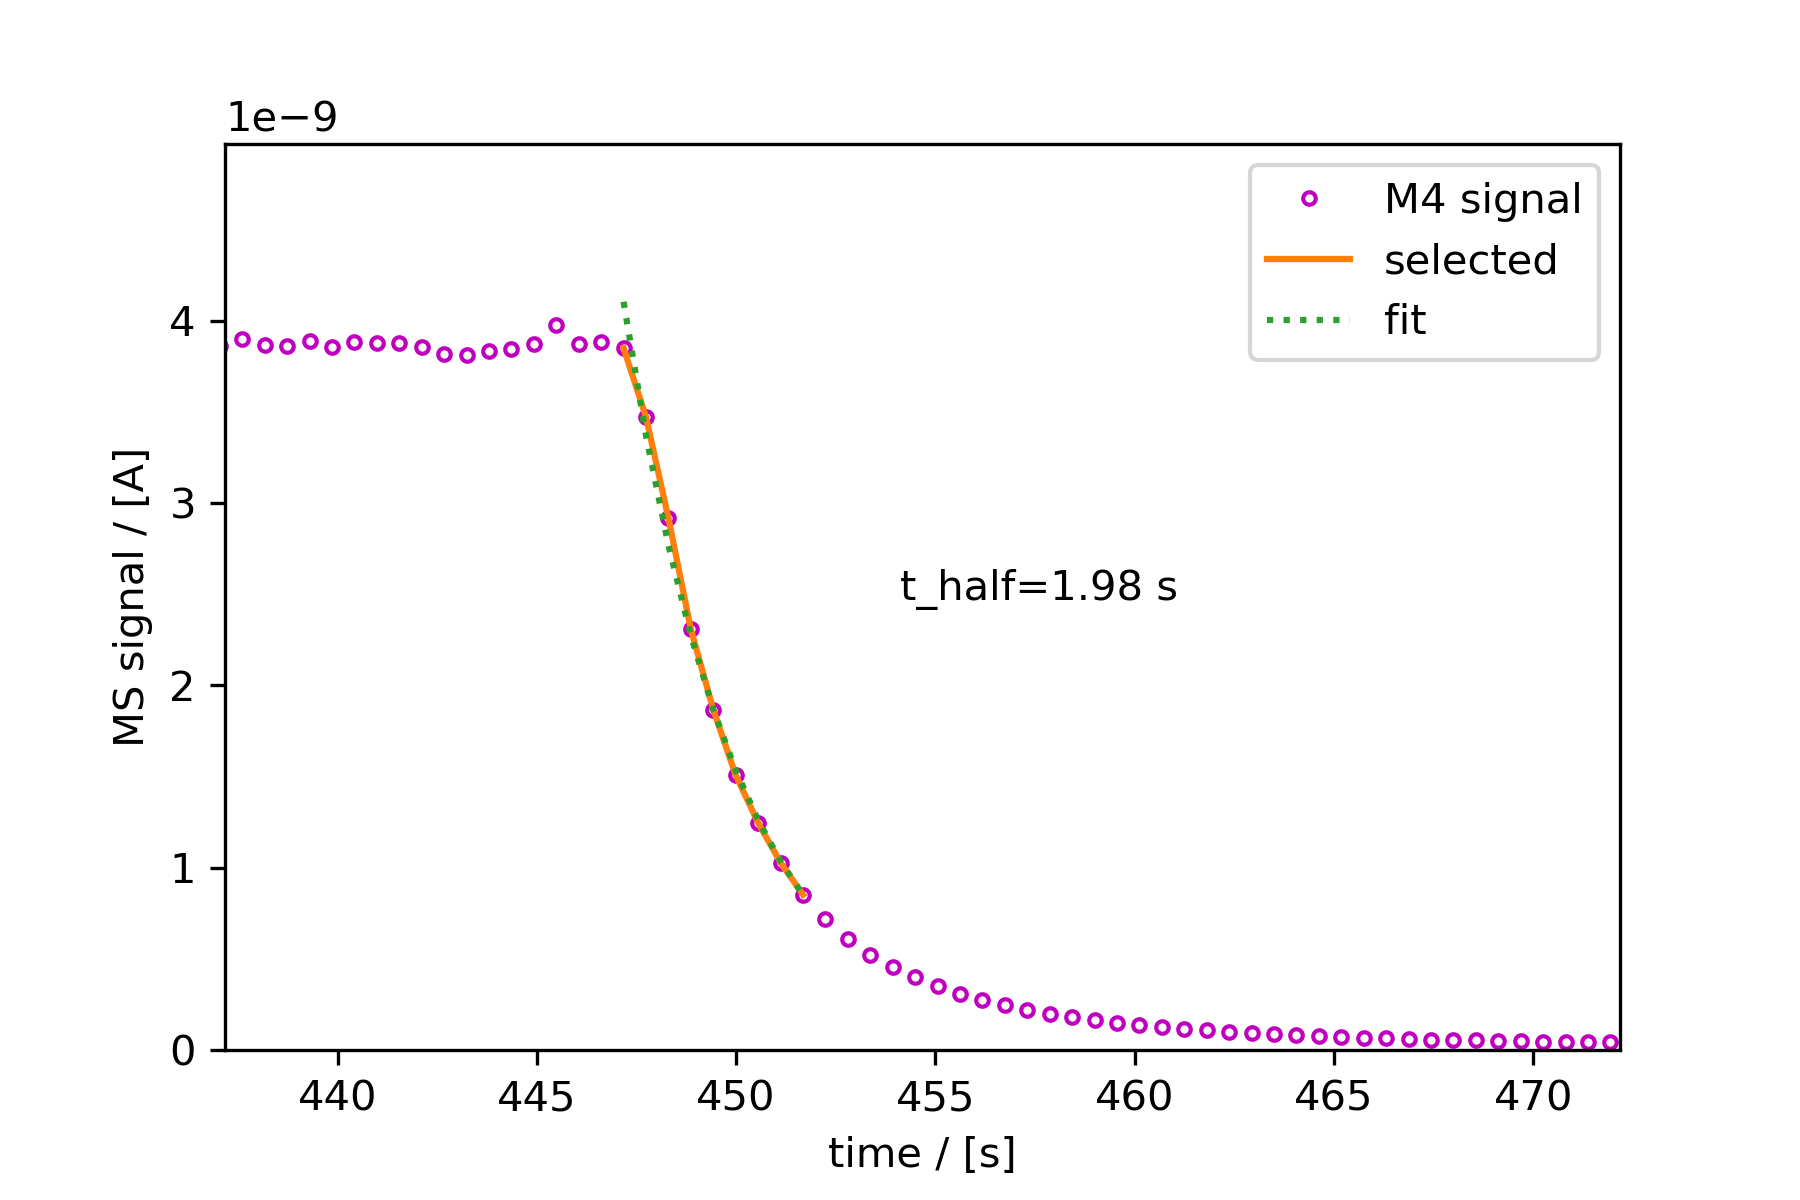 1e−9
M4 signal
selected
fit
4
3
2
1
0
MS signal / [A]
t_half=1.98 s
440 445 450 455 460 465 470
time / [s]